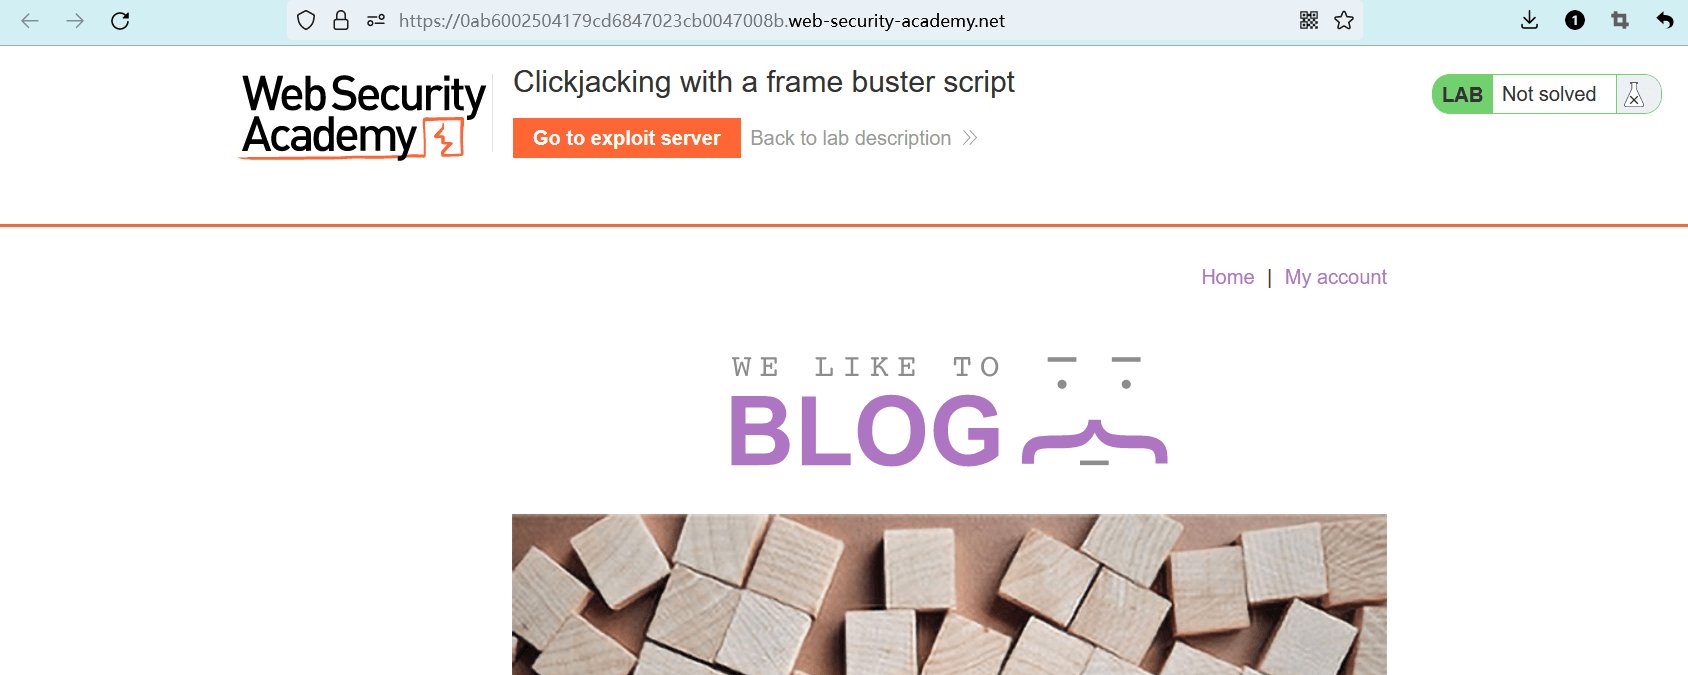 https://0ab6002504179cd6847023cb0047008b.web-security-academy.net
1
Web Security
Academy
Clickjacking with a frame buster script
Go to exploit server
Back to lab description
LAB
Not solved
Home | My account
WE LIKE TO
BLOG